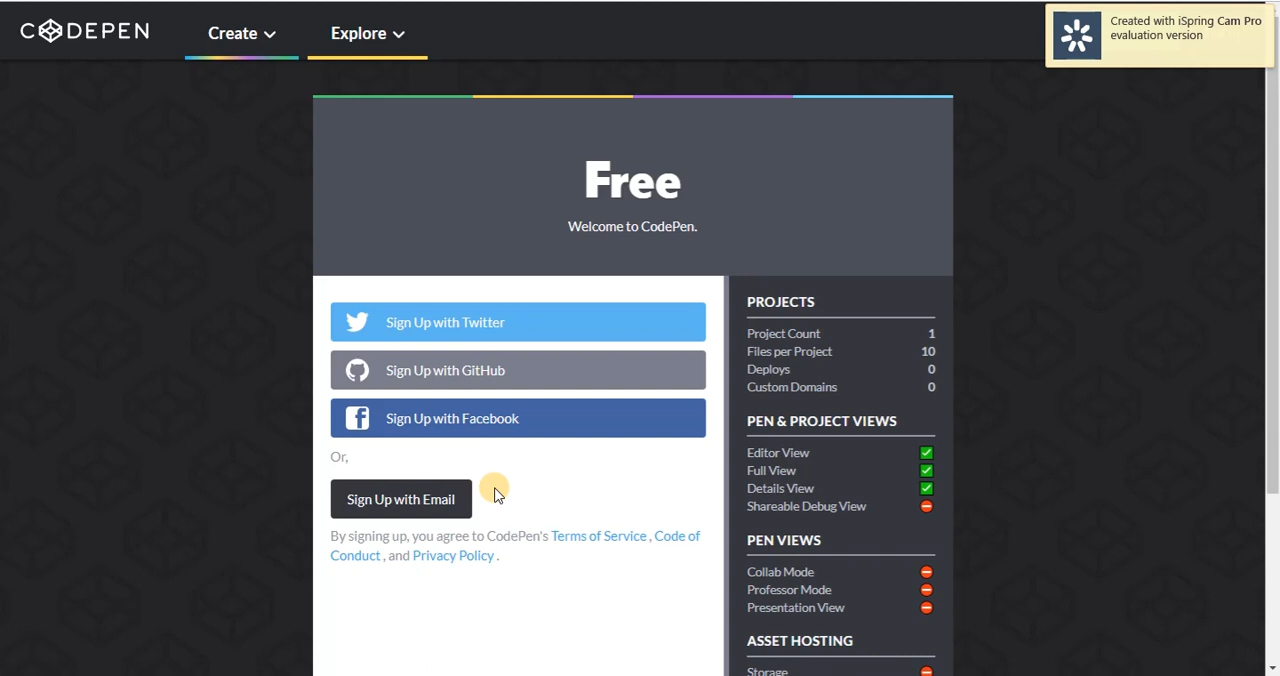 CODEPEN
Create
Explore
Created with iSpring Cam Pro
evaluation version
Free
Welcome to CodePen.
Sign Up with Twitter
Sign Up with GitHub
Sign Up with Facebook
Or,
Sign Up with Email
By signing up, you agree to CodePen's Terms of Service , Code of
Conduct , and Privacy Policy .
PROJECTS
Project Count 1
Files per Project 10
Deploys 0
Custom Domains 0
PEN & PROJECT VIEWS
Editor View
Full View
Details View
Shareable Debug View
PEN VIEWS
Collab Mode
Professor Mode
Presentation View
ASSET HOSTING
Storage